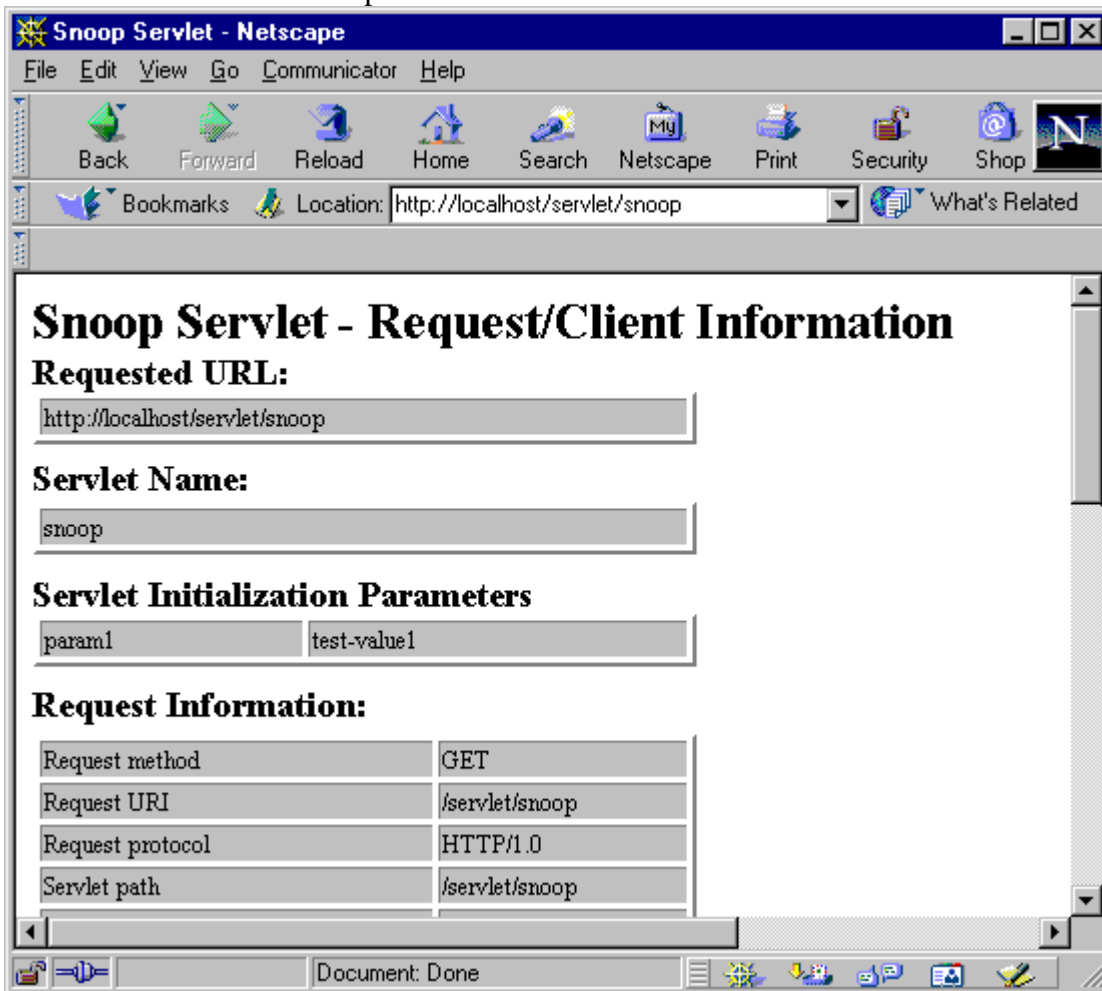 Snoop Servlet - Netscape
File Edit View Go Communicator Help
Back Forward Reload Home Search My Netscape Print Security Shop N
Bookmarks Location: http://localhost/servlet/snoop What's Related
Snoop Servlet - Request/Client Information
Requested URL:
http://localhost/servlet/snoop
Servlet Name:
snoop
Servlet Initialization Parameters
param1 test-value1
Request Information:
Request method GET
Request URI /servlet/snoop
Request protocol HTTP/1.0
Servlet path /servlet/snoop
Document: Done